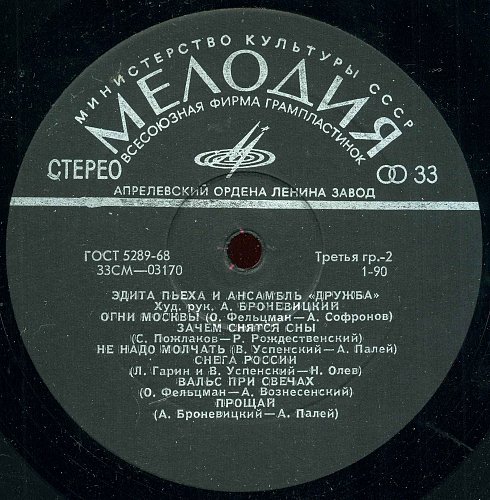 МИНИСТЕРСТВО КУЛЬТУРЫ СССР
МЕЛОДИЯ
ВСЕСОЮЗНАЯ ФИРМА ГРАМПЛАСТИНОК
СТЕРЕО 33
АПРЕЛЕВСКИЙ ОРДЕНА ЛЕНИНА ЗАВОД
ГОСТ 5289-68 Третья гр.-2
33СМ—03170 1-90
ЭДИТА ПЬЕХА И АНСАМБЛЬ «ДРУЖБА»
Худ. рук. А. БРОНЕВИЦКИЙ
ОГНИ МОСКВЫ (О. Фельцман—А. Софронов)
ЗАЧЕМ СНЯТСЯ СНЫ
(С. Пожлаков—Р. Рождественский)
НЕ НАДО МОЛЧАТЬ (В. Успенский—А. Палей)
СНЕГА РОССИИ
(Л. Гарин и В. Успенский—Н. Олев)
ВАЛЬС ПРИ СВЕЧАХ
(О. Фельцман—А. Вознесенский)
ПРОЩАЙ
(А. Броневицкий—А. Палей)